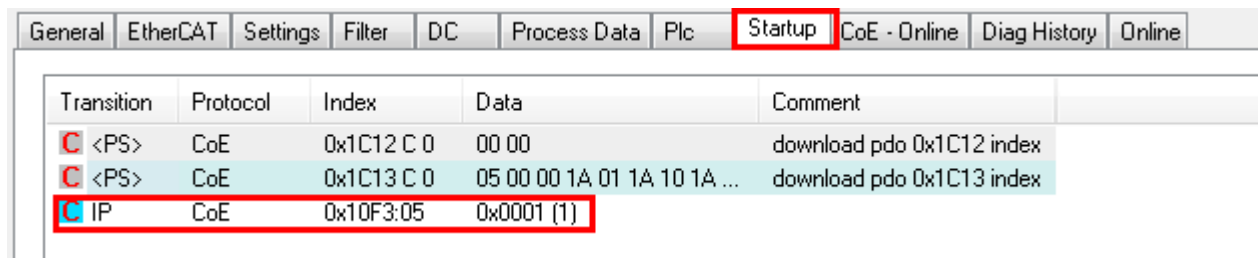 General EtherCAT Settings Filter DC Process Data Plc Startup CoE - Online Diag History Online
Transition Protocol Index Data Comment
C <PS> CoE 0x1C12 C 0 00 00 download pdo 0x1C12 index
C <PS> CoE 0x1C13 C 0 05 00 00 1A 01 1A 10 1A ... download pdo 0x1C13 index
C IP CoE 0x10F3:05 0x0001 (1)